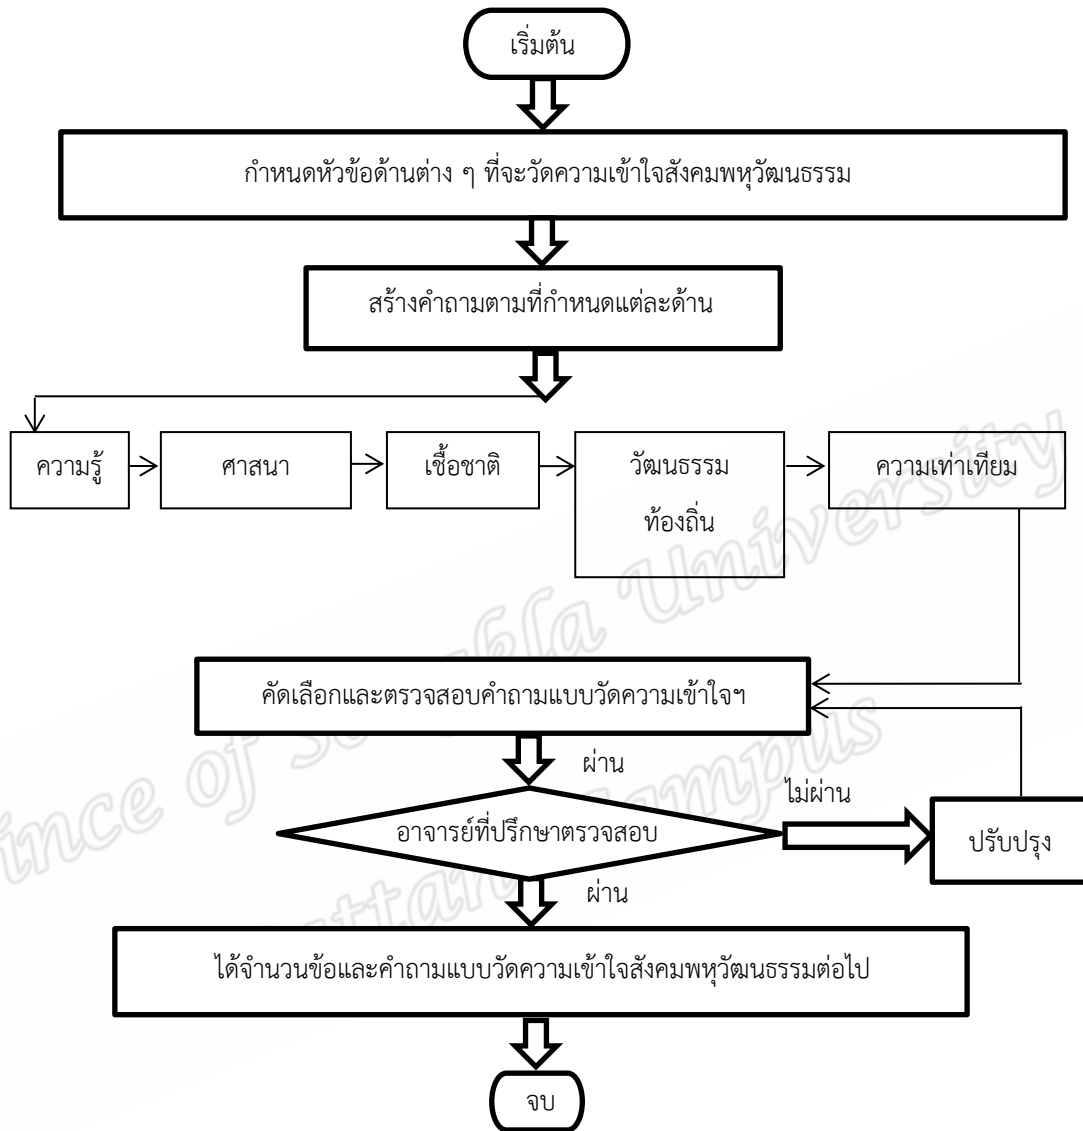 เริ่มต้น
กำหนดหัวข้อด้านต่าง ๆ ที่จะวัดความเข้าใจสังคมพหุวัฒนธรรม
สร้างคำถามตามที่กำหนดแต่ละด้าน
ความรู้
ศาสนา
เชื้อชาติ
วัฒนธรรม
ท้องถิ่น
ความเท่าเทียม
คัดเลือกและตรวจสอบคำถามแบบวัดความเข้าใจฯ
ผ่าน
อาจารย์ที่ปรึกษาตรวจสอบ
ไม่ผ่าน
ปรับปรุง
ผ่าน
ได้จำนวนข้อและคำถามแบบวัดความเข้าใจสังคมพหุวัฒนธรรมต่อไป
จบ
University